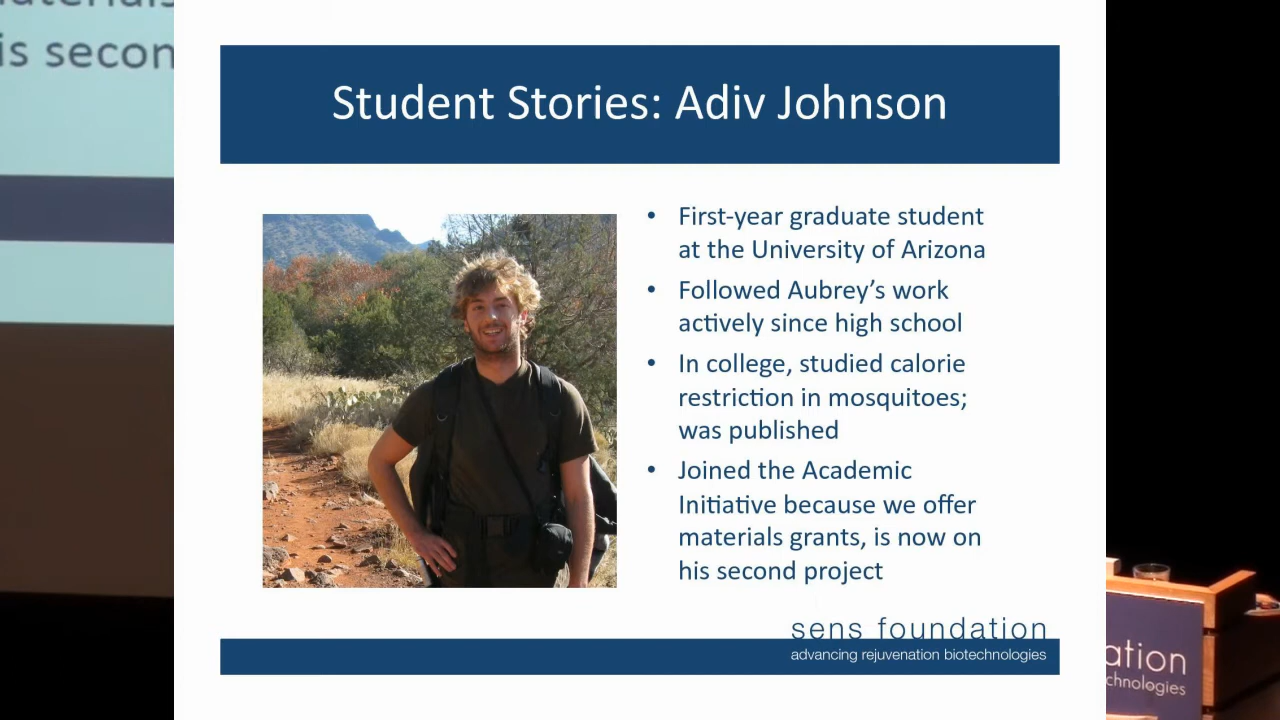 is secon
Student Stories: Adiv Johnson
• First-year graduate student
at the University of Arizona
• Followed Aubrey’s work
actively since high school
• In college, studied calorie
restriction in mosquitoes;
was published
• Joined the Academic
Initiative because we offer
materials grants, is now on
his second project
sens foundation
advancing rejuvenation biotechnologies
ation
chnologies